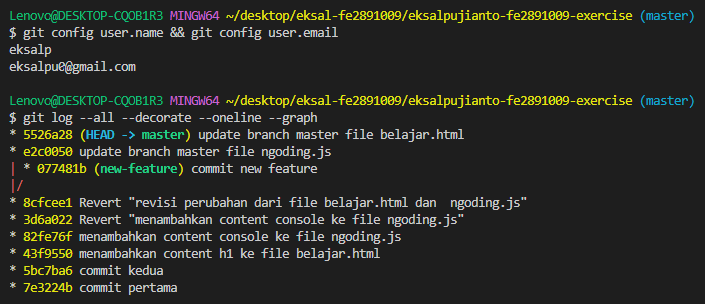 Lenovo@DESKTOP-CQOB1R3 MINGW64 ~/desktop/eksal-fe2891009/eksalpujianto-fe2891009-exercise (master)
$ git config user.name && git config user.email
eksalp
eksalpu0@gmail.com
Lenovo@DESKTOP-CQOB1R3 MINGW64 ~/desktop/eksal-fe2891009/eksalpujianto-fe2891009-exercise (master)
$ git log --all --decorate --oneline --graph
* 5526a28 (HEAD -> master) update branch master file belajar.html
* e2c0050 update branch master file ngoding.js
| * 077481b (new-feature) commit new feature
|/
* 8cfcee1 Revert "revisi perubahan dari file belajar.html dan  ngoding.js"
* 3d6a022 Revert "menambahkan content console ke file ngoding.js"
* 82fe76f menambahkan content console ke file ngoding.js
* 43f9550 menambahkan content h1 ke file belajar.html
* 5bc7ba6 commit kedua
* 7e3224b commit pertama